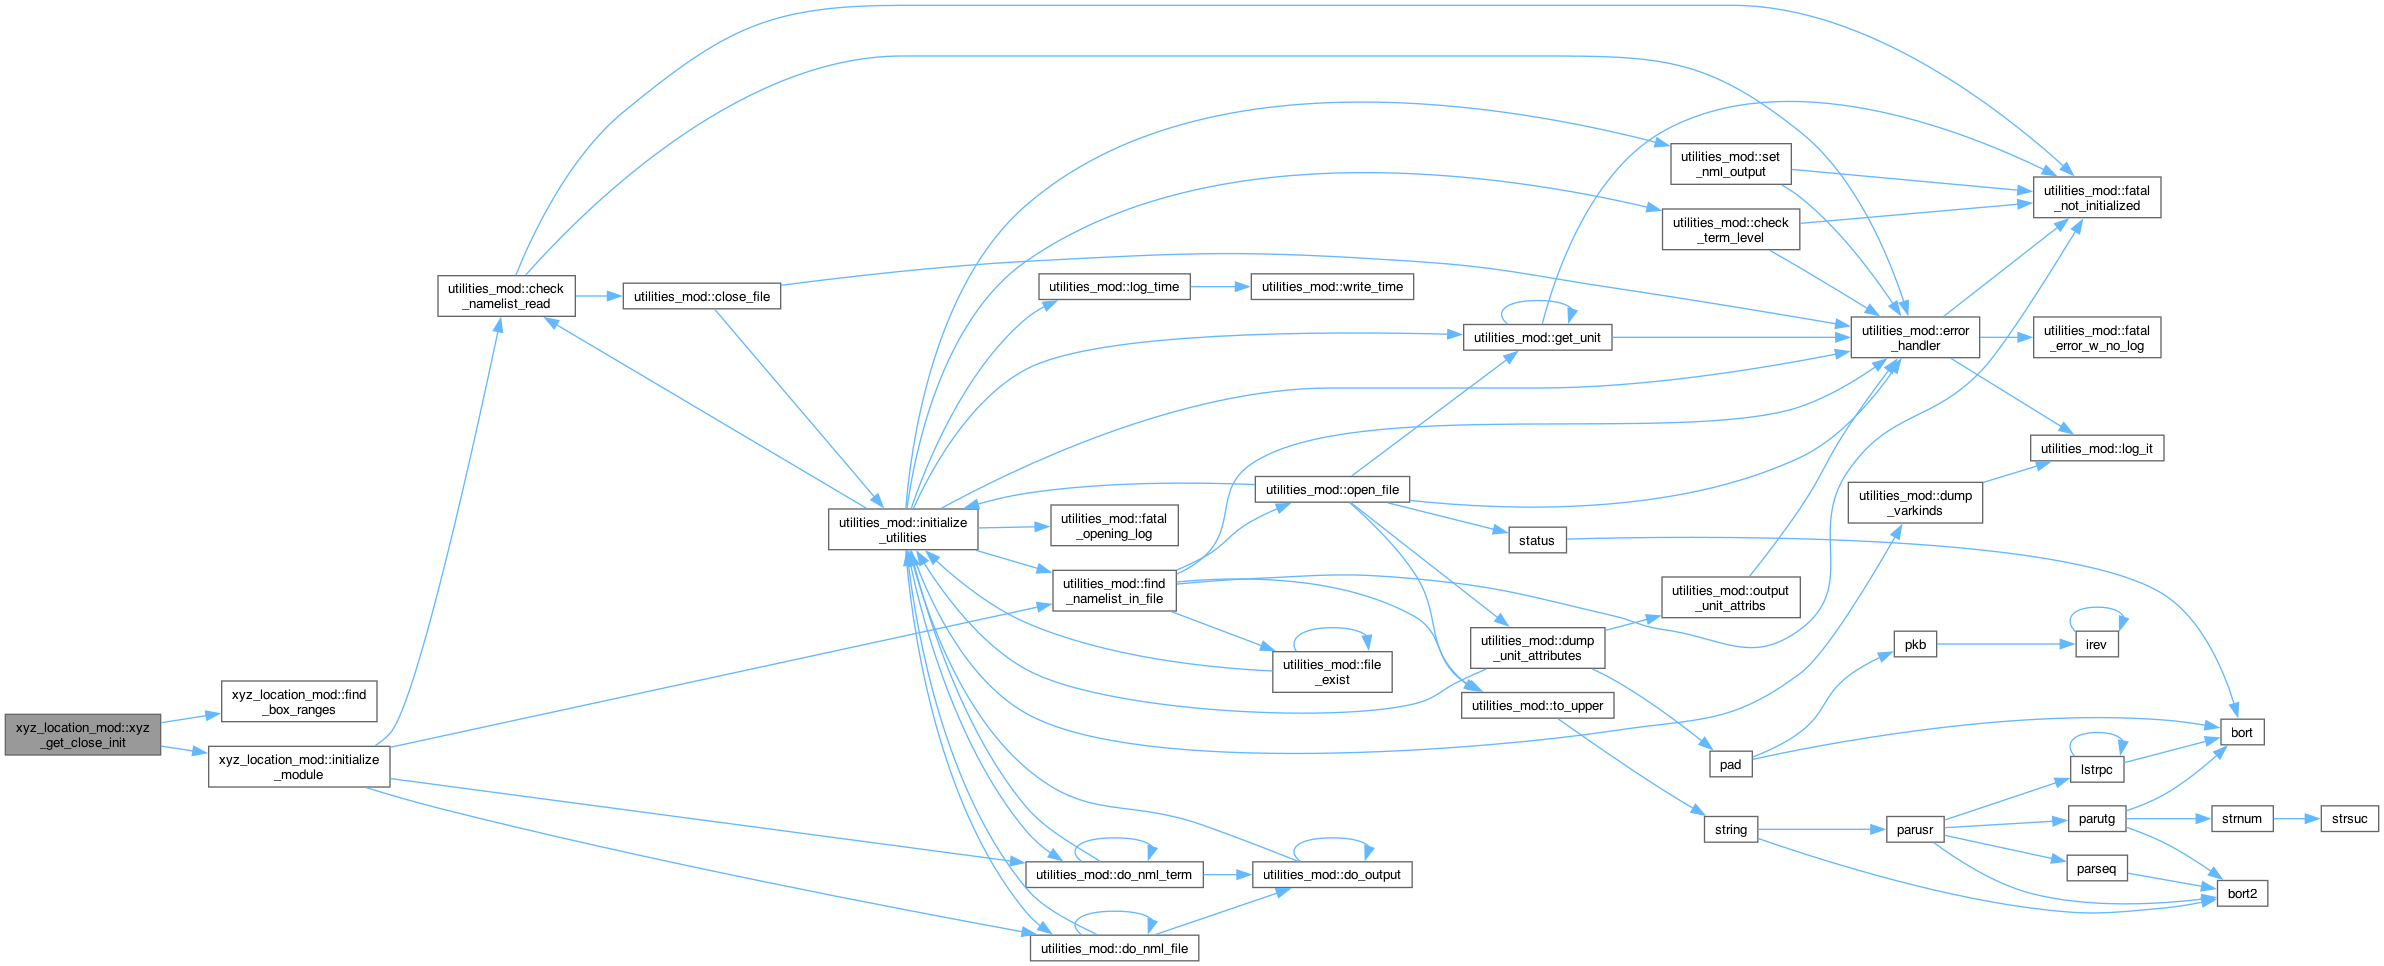 utilities_mod::set
_nml_output
utilities_mod::fatal
_not_initialized
utilities_mod::check
_term_level
utilities_mod::check
_namelist_read
utilities_mod::close_file
utilities_mod::log_time
utilities_mod::write_time
utilities_mod::get_unit
utilities_mod::error
_handler
utilities_mod::fatal
_error_w_no_log
utilities_mod::log_it
utilities_mod::open_file
utilities_mod::dump
_varkinds
utilities_mod::initialize
_utilities
utilities_mod::fatal
_opening_log
status
utilities_mod::find
_namelist_in_file
utilities_mod::output
_unit_attribs
utilities_mod::dump
_unit_attributes
pkb
irev
utilities_mod::file
_exist
xyz_location_mod::find
_box_ranges
utilities_mod::to_upper
xyz_location_mod::xyz
_get_close_init
bort
xyz_location_mod::initialize
_module
pad
lstrpc
string
parusr
parutg
strnum
strsuc
utilities_mod::do_nml_term
utilities_mod::do_output
parseq
bort2
utilities_mod::do_nml_file